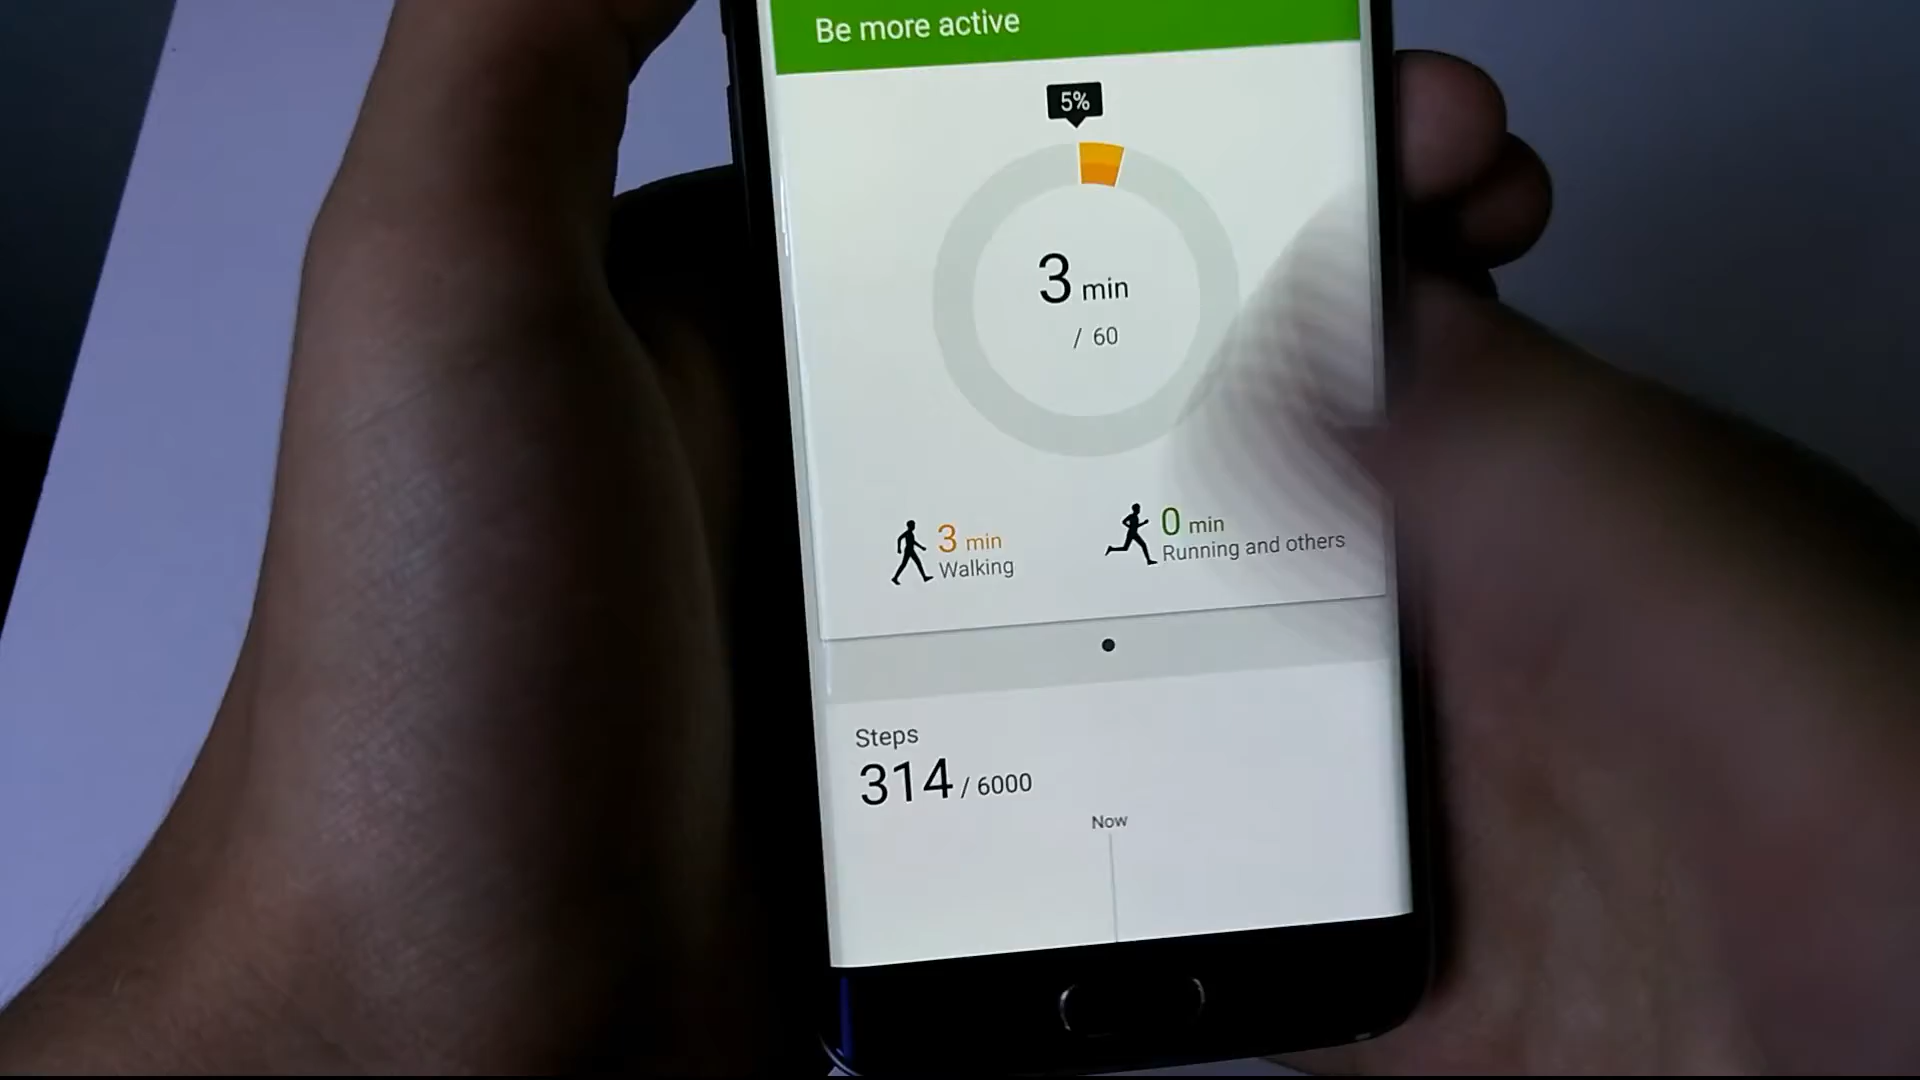 Be more active
5%
3 min
/ 60
3 min
Walking
0 min
Running and others
Steps
314 / 6000
Now